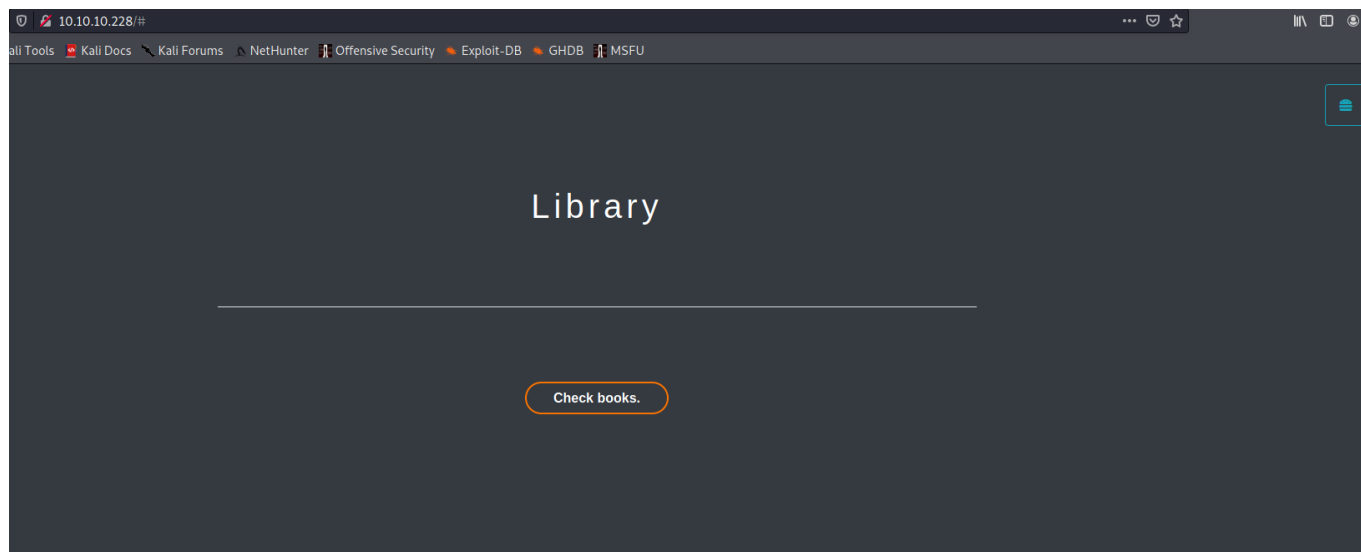 10.10.10.228/#
ali Tools Kali Docs Kali Forums NetHunter Offensive Security Exploit-DB GHDB MSFU
Library
Check books.